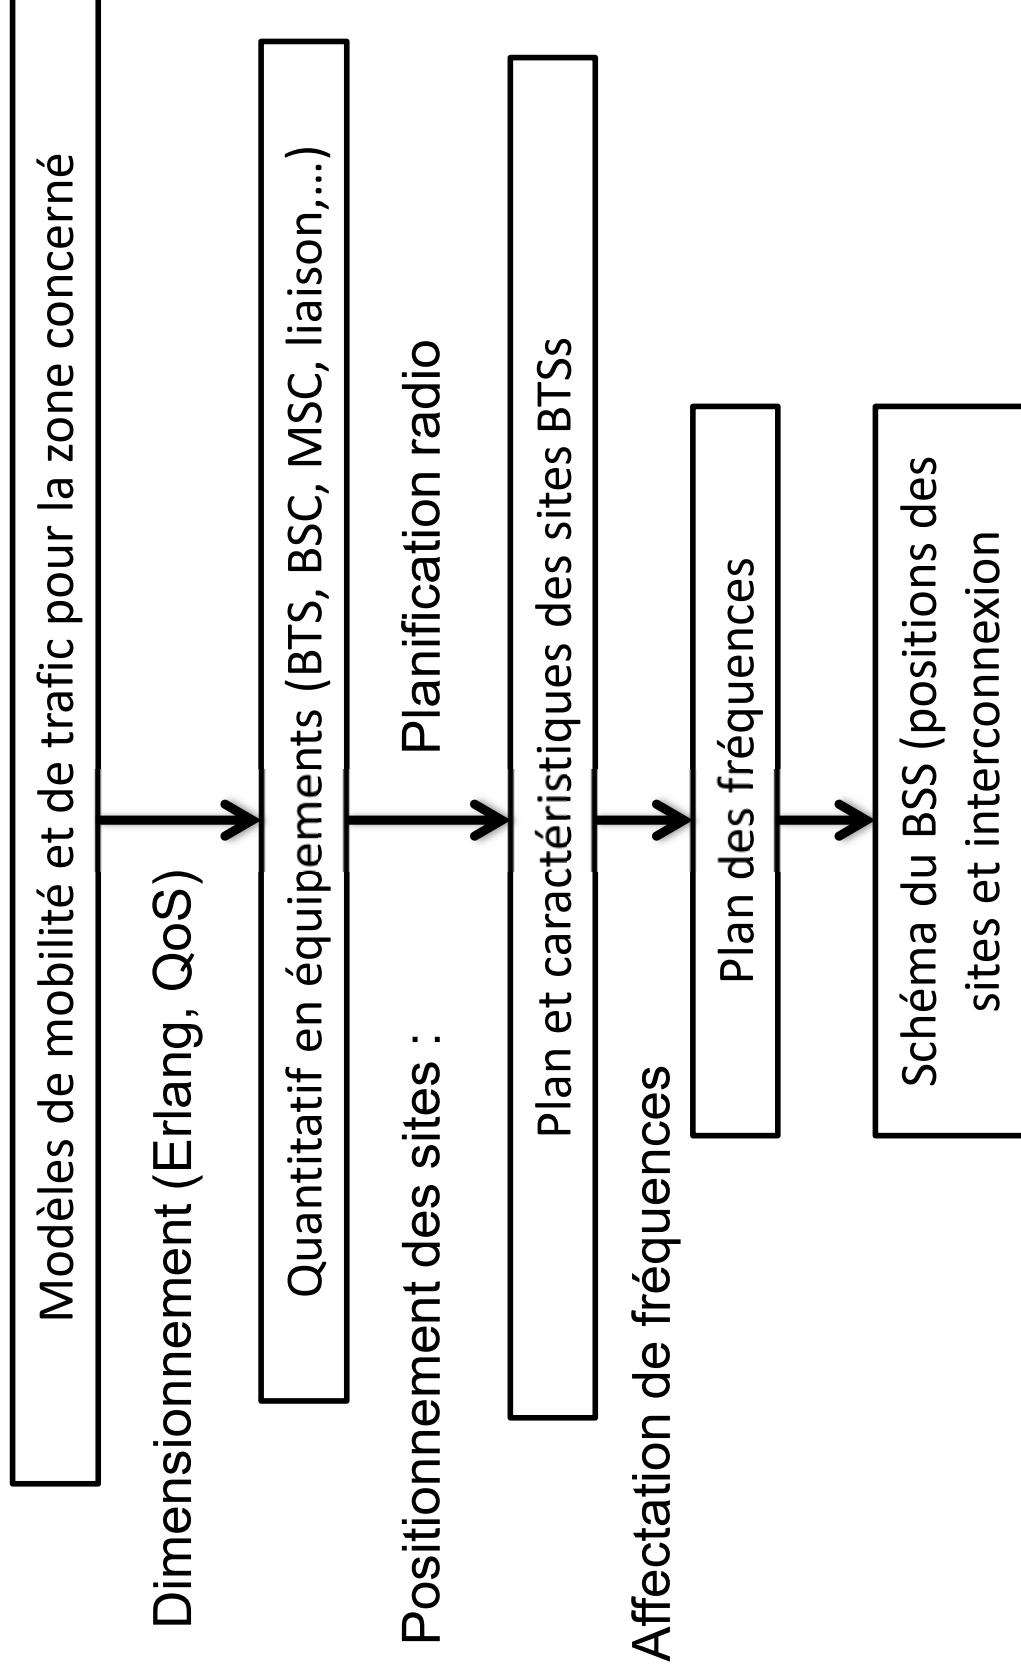 Modèles de mobilité et de trafic pour la zone concerné
Dimensionnement (Erlang, QoS)
Quantitatif en équipements (BTS, BSC, MSC, liaison,...)
Positionnement des sites : Planification radio
Plan et caractéristiques des sites BTSs
Affectation de fréquences
Plan des fréquences
Schéma du BSS (positions des
sites et interconnexion